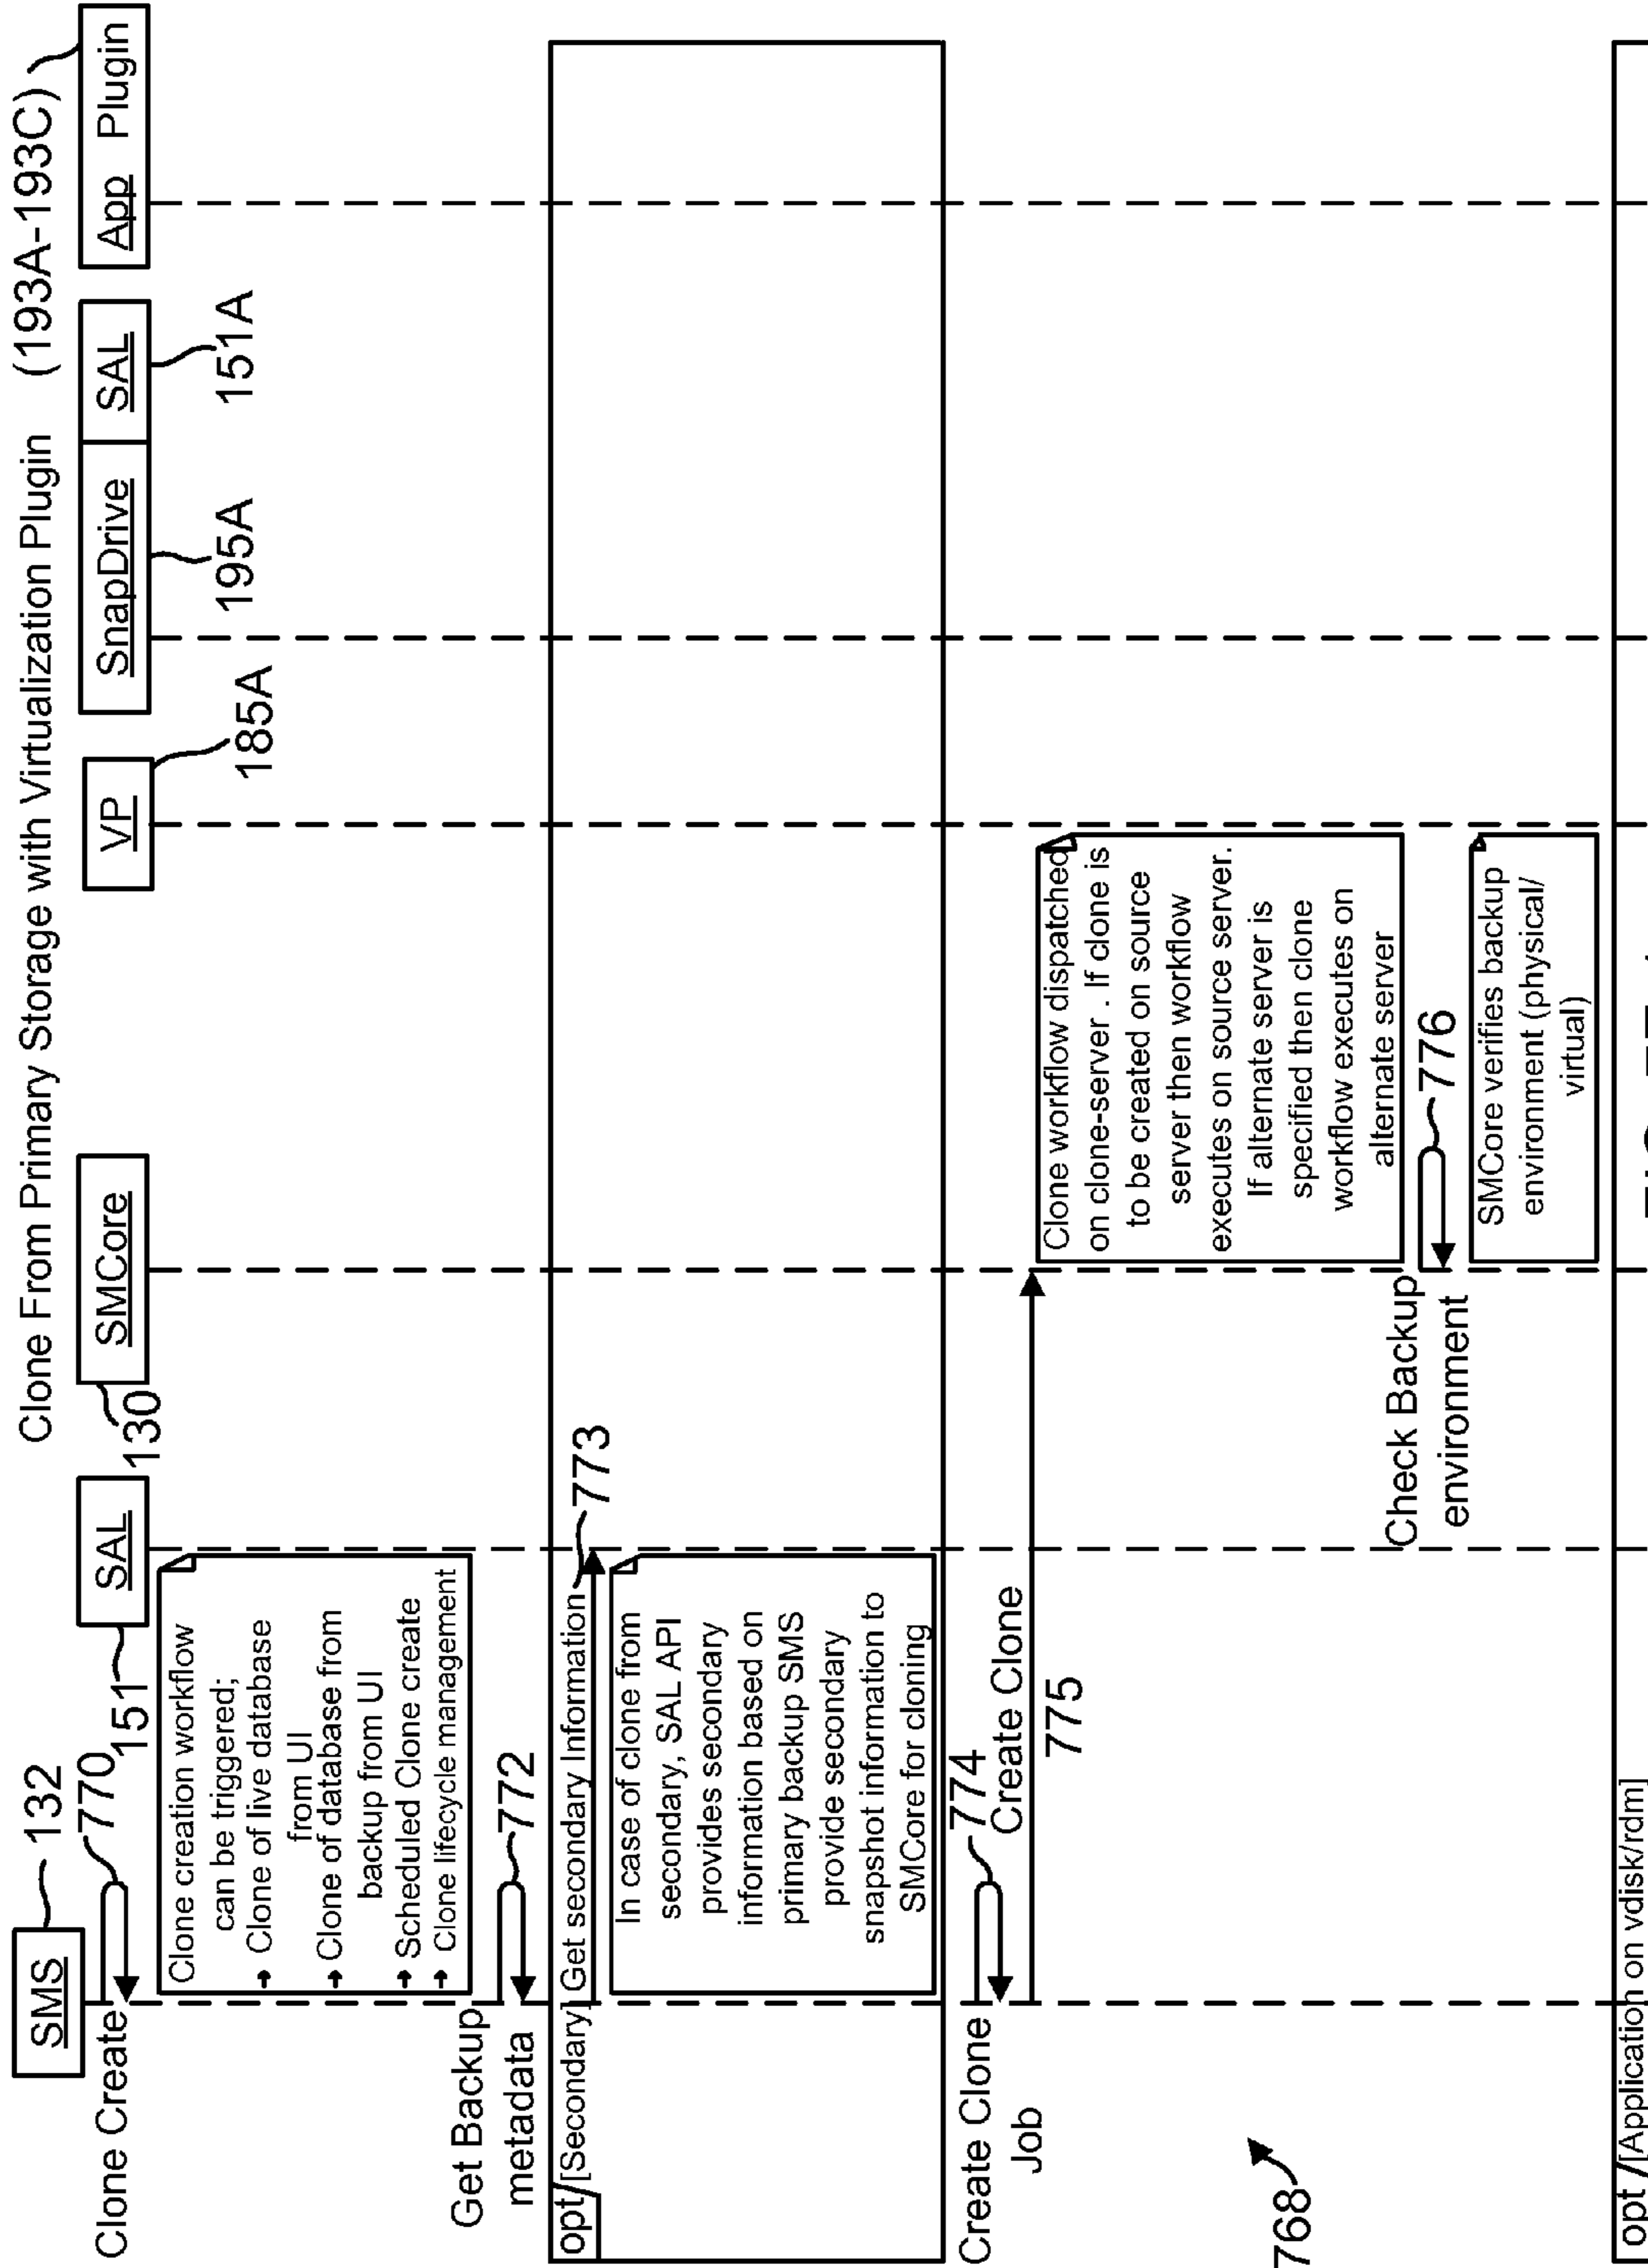 Clone From Primary Storage with Virtualization Plugin
(193A-193C)
SMS
132
SAL
151
SMCore
130
VP
185A
SnapDrive
195A
SAL
151A
App Plugin
Clone Create
770
Clone creation workflow
can be triggered;
Clone of live database
from UI
Clone of database from
backup from UI
Scheduled Clone create
Clone lifecycle management
Get Backup
metadata
772
opt
[Secondary]
Get secondary Information
773
In case of clone from
secondary, SAL API
provides secondary
information based on
primary backup SMS
provide secondary
snapshot information to
SMCore for cloning
Create Clone
Job
774
Create Clone
775
Clone workflow dispatched
on clone-server . If clone is
to be created on source
server then workflow
executes on source server.
If alternate server is
specified then clone
workflow executes on
alternate server
Check Backup
environment
776
SMCore verifies backup
environment (physical/
virtual)
768
opt
[Application on vdisk/rdm]